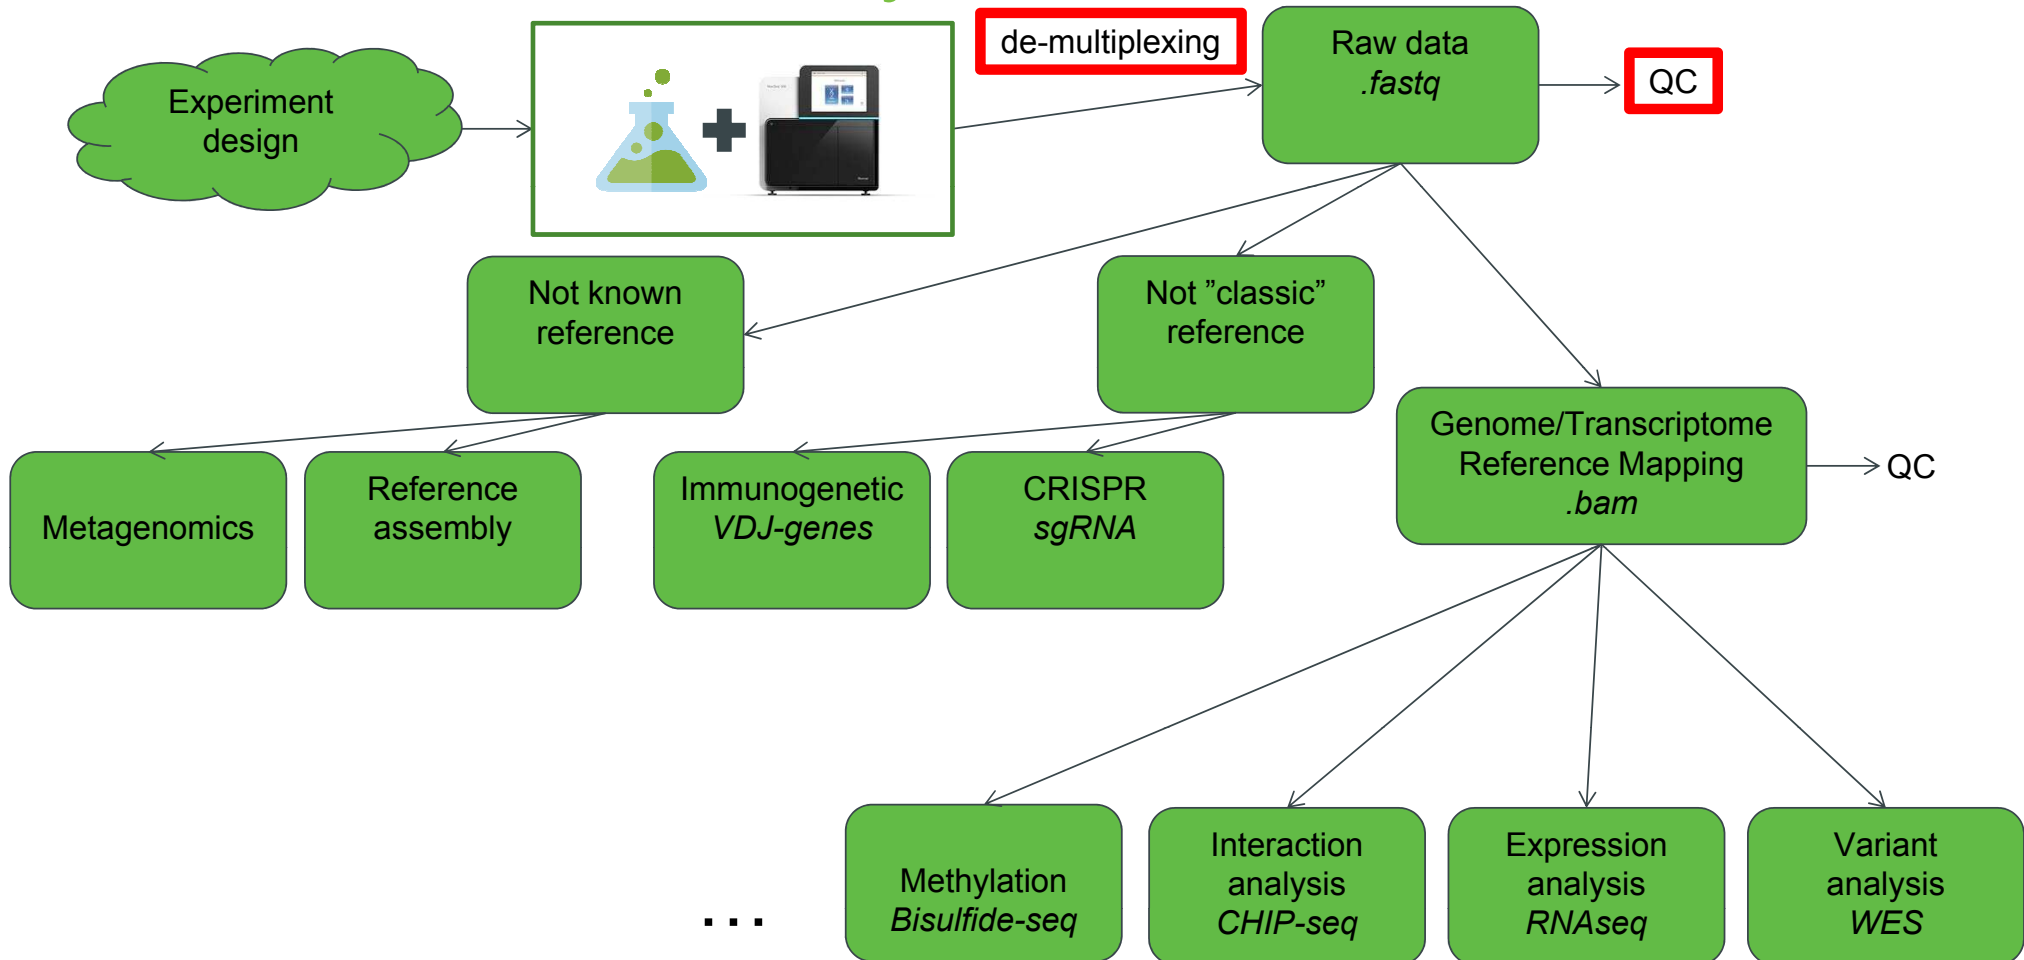 de-multiplexing
Raw data
.fastq
QC
Experiment
design
Not known
reference
Not ”classic”
reference
Genome/Transcriptome
Reference Mapping
.bam
QC
Metagenomics
Reference
assembly
Immunogenetic
VDJ-genes
CRISPR
sgRNA
...
Methylation
Bisulfide-seq
Interaction
analysis
CHIP-seq
Expression
analysis
RNAseq
Variant
analysis
WES